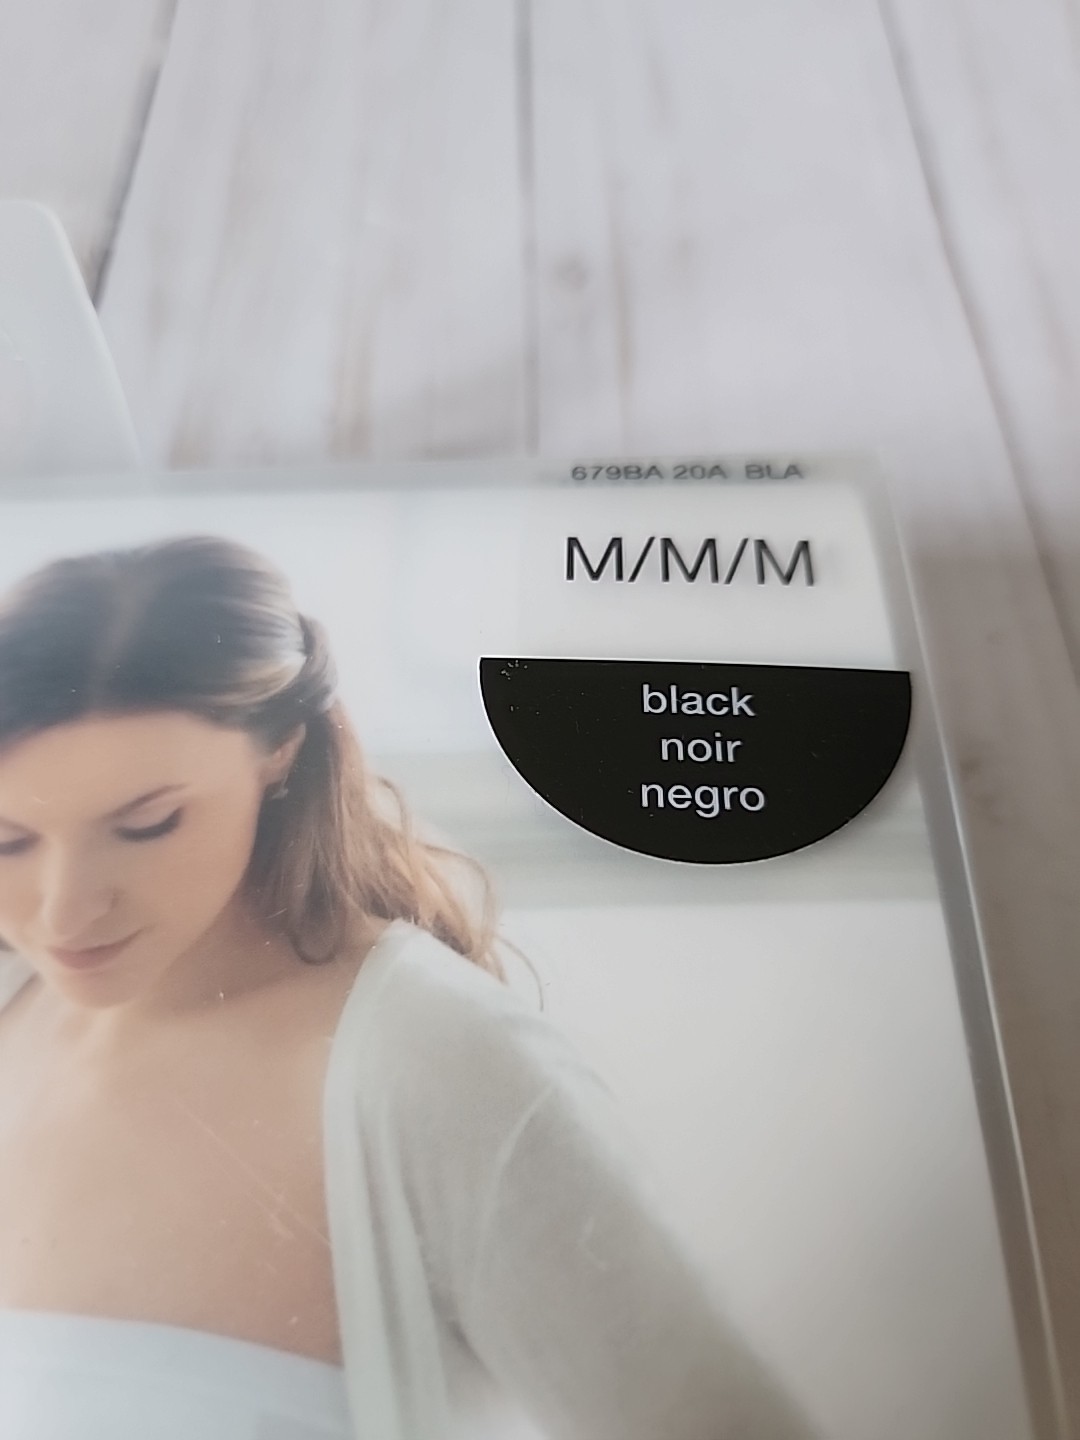 679BA 20A BLA
M/M/M
black
noir
negro